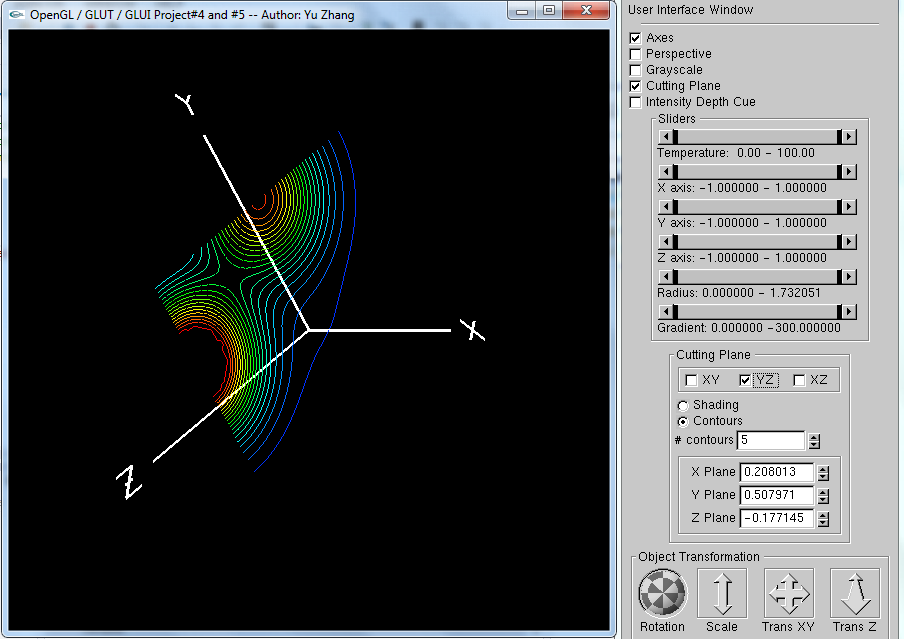 OpenGL / GLUT / GLUI Project#4 and #5 -- Author: Yu Zhang
Y
X
Z
User Interface Window
Axes
Perspective
Grayscale
Cutting Plane
Intensity Depth Cue
Sliders
Temperature: 0.00 - 100.00
X axis: -1.000000 - 1.000000
Y axis: -1.000000 - 1.000000
Z axis: -1.000000 - 1.000000
Radius: 0.000000 - 1.732051
Gradient: 0.000000 -300.000000
Cutting Plane
XY YZ XZ
Shading
Contours
# contours 5
X Plane 0.208013
Y Plane 0.507971
Z Plane -0.177145
Object Transformation
Rotation Scale Trans XY Trans Z